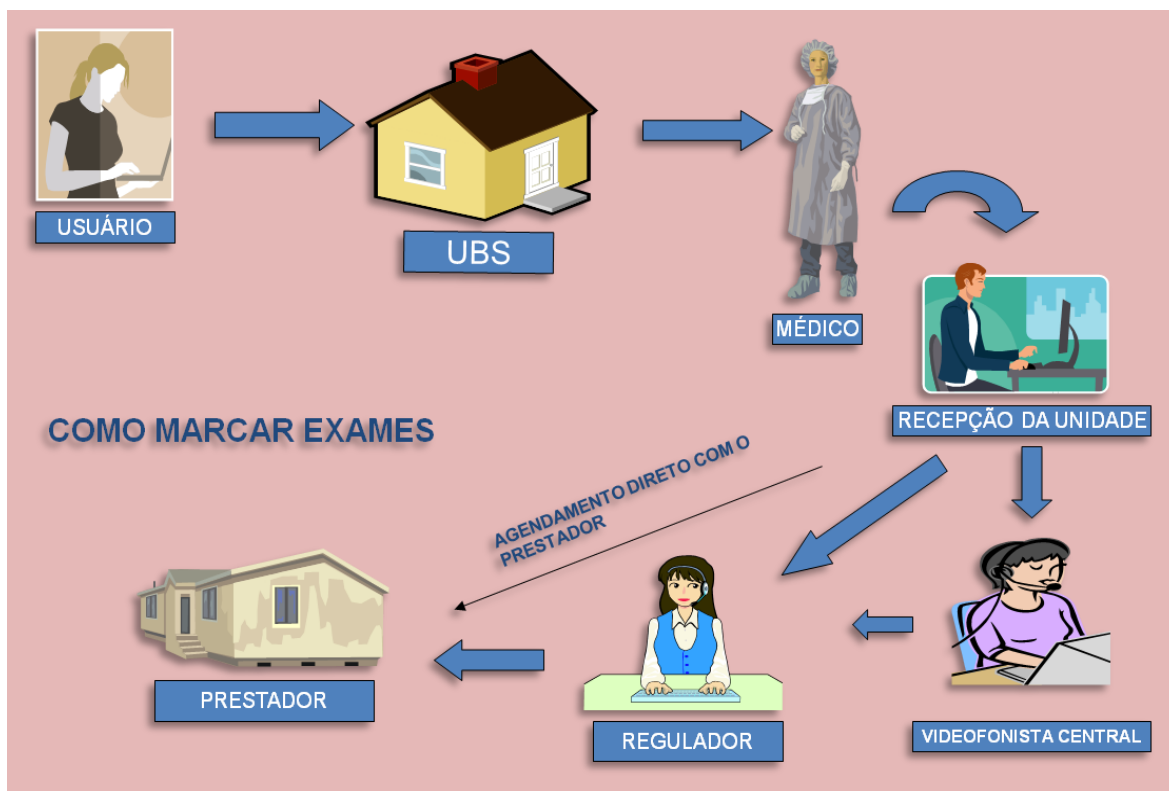 USUÁRIO
UBS
MÉDICO
RECEPÇÃO DA UNIDADE
COMO MARCAR EXAMES
AGENDAMENTO DIRETO COM O
PRESTADOR
PRESTADOR
REGULADOR
VIDEOFONISTA CENTRAL